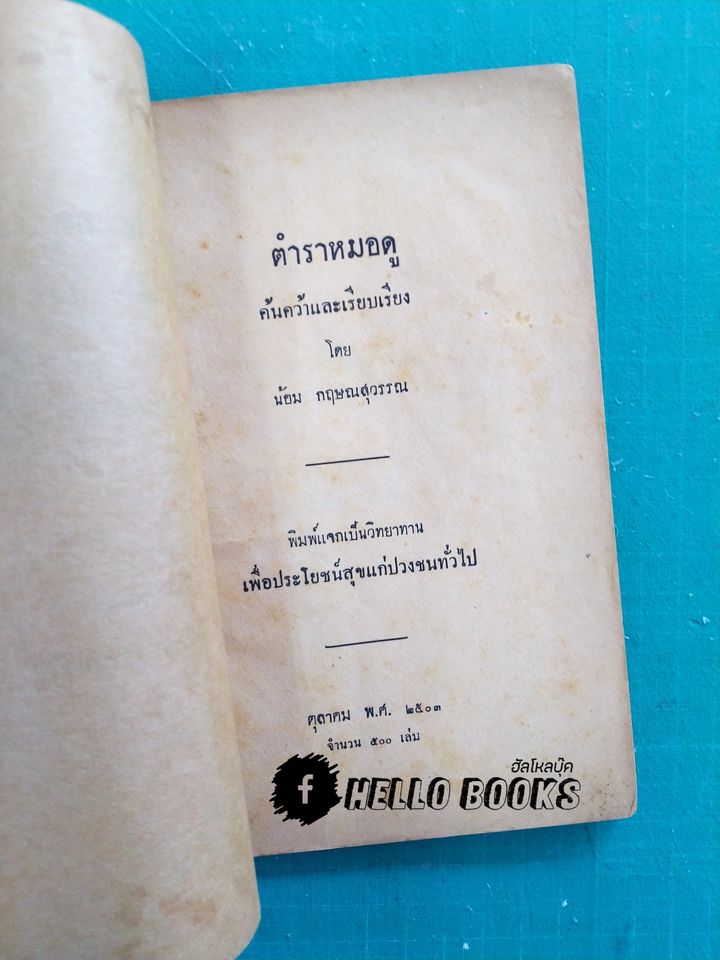 ตำราหมอดู
ค้นคว้าและเรียบเรียง
โดย
น้อม กฤษณสุวรรณ
พิมพ์แจกเป็นวิทยาทาน
เพื่อประโยชน์สุขแก่ปวงชนทั่วไป
ตุลาคม พ.ศ. ๒๕๐๓
จำนวน ๕๐๐ เล่ม
ฮัลโหลบุ๊ค
f HELLO BOOKS